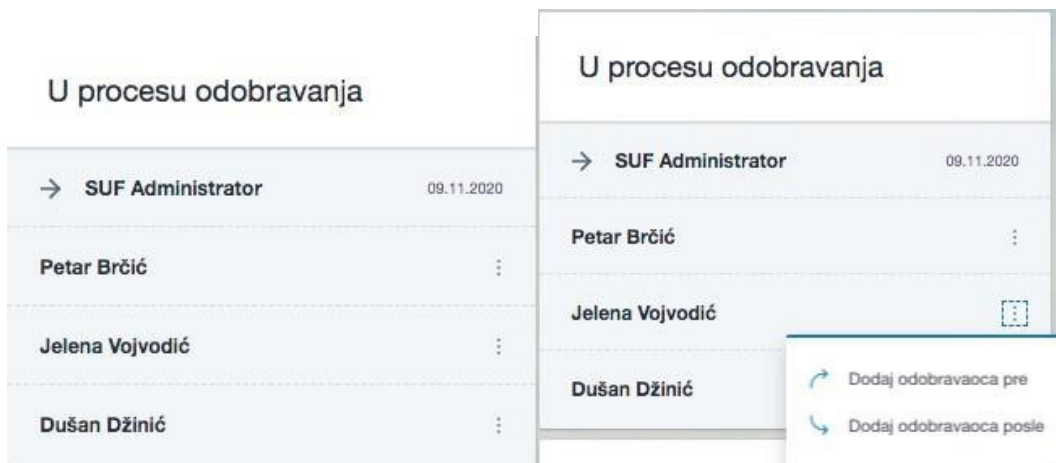 U procesu odobravanja
SUF Administrator 09.11.2020
Petar Brčić
Jelena Vojvodić
Dušan Džinić
U procesu odobravanja
SUF Administrator 09.11.2020
Petar Brčić
Jelena Vojvodić
Dušan Džinić
Dodaj odobravaoca pre
Dodaj odobravaoca posle